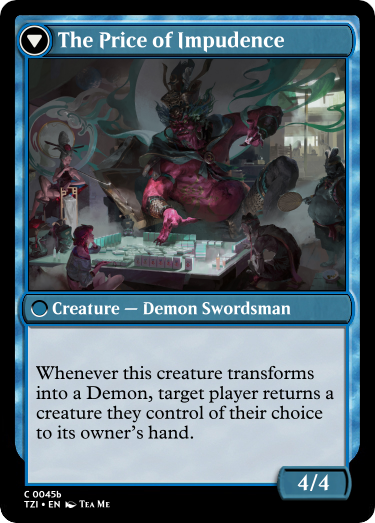 The Price of Impudence
Creature — Demon Swordsman
Whenever this creature transforms
into a Demon, target player returns a
creature they control of their choice
to its owner's hand.
4/4
C 0045b
TZI • EN Tea Me